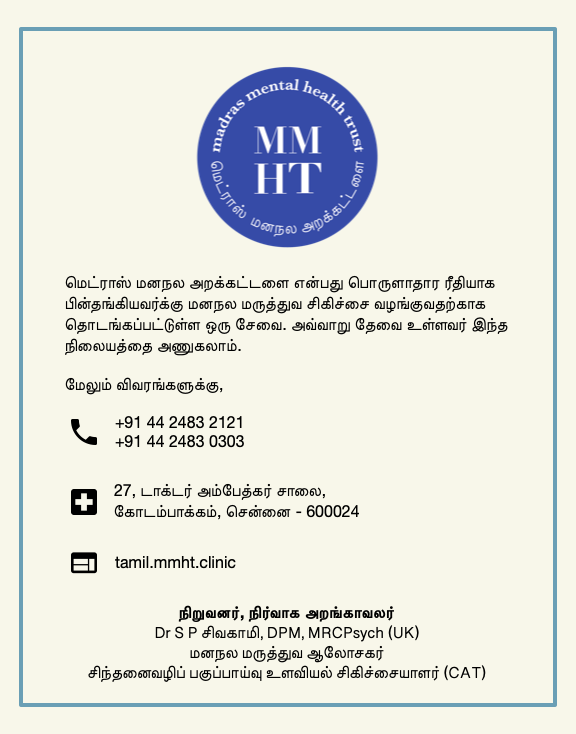 madras mental health trust
MM
HT
மெட்ராஸ் மனநல அறக்கட்டளை
மெட்ராஸ் மனநல அறக்கட்டளை என்பது பொருளாதார ரீதியாக
பின்தங்கியவர்க்கு மனநல மருத்துவ சிகிச்சை வழங்குவதற்காக
தொடங்கப்பட்டுள்ள ஒரு சேவை. அவ்வாறு தேவை உள்ளவர் இந்த
நிலையத்தை அணுகலாம்.
மேலும் விவரங்களுக்கு,
+91 44 2483 2121
+91 44 2483 0303
27, டாக்டர் அம்பேத்கர் சாலை,
கோடம்பாக்கம், சென்னை - 600024
tamil.mmht.clinic
நிறுவனர், நிர்வாக அறங்காவலர்
Dr S P சிவகாமி, DPM, MRCPsych (UK)
மனநல மருத்துவ ஆலோசகர்
சிந்தனைவழிப் பகுப்பாய்வு உளவியல் சிகிச்சையாளர் (CAT)